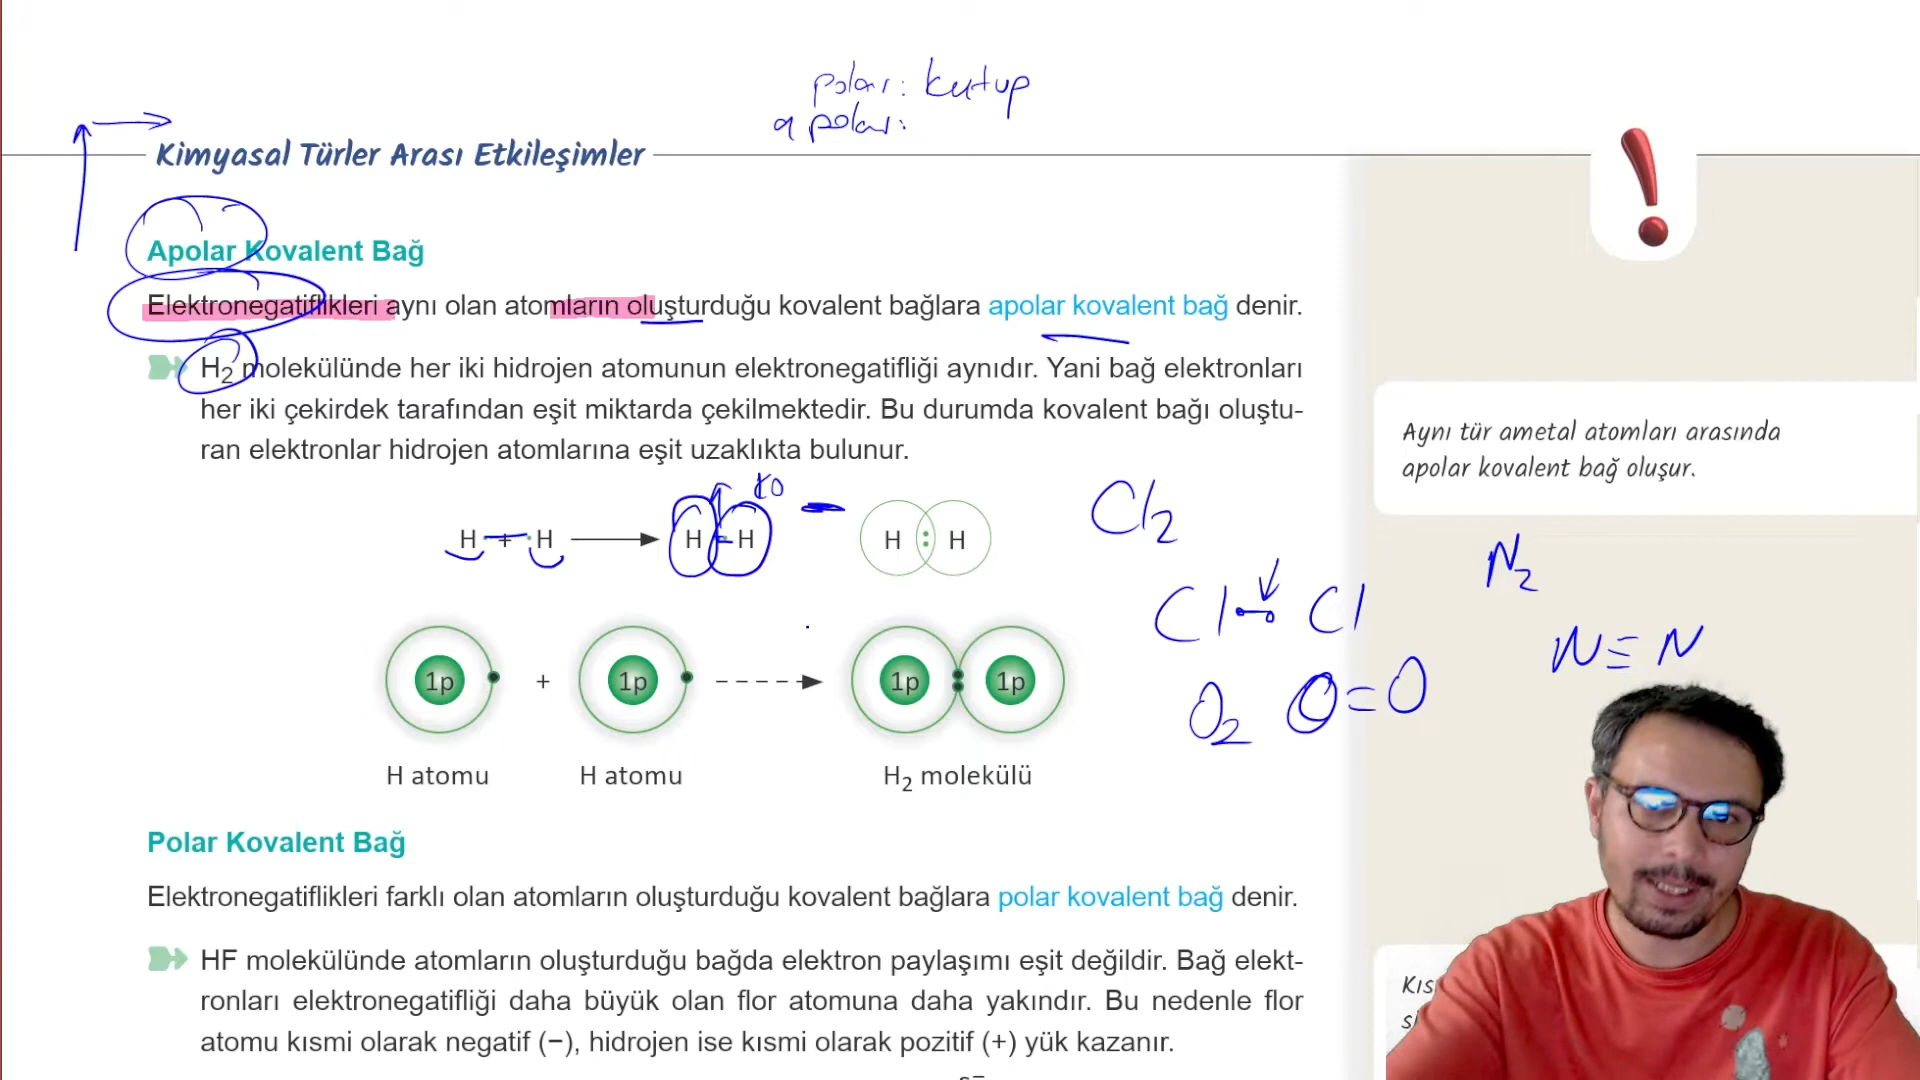 polar: kutup
apolar:
Kimyasal Türler Arası Etkileşimler
Apolar Kovalent Bağ
Elektronegatiflikleri aynı olan atomların oluşturduğu kovalent bağlara apolar kovalent bağ denir.
H₂ molekülünde her iki hidrojen atomunun elektronegatifliği aynıdır. Yani bağ elektronları
her iki çekirdek tarafından eşit miktarda çekilmektedir. Bu durumda kovalent bağı oluştu-
ran elektronlar hidrojen atomlarına eşit uzaklıkta bulunur.
H + H
H H
H : H
1p + 1p
1p 1p
H atomu
H atomu
H₂ molekülü
Cl₂
Cl Cl
O₂ O=O
N₂
N≡N
Aynı tür ametal atomları arasında
apolar kovalent bağ oluşur.
Polar Kovalent Bağ
Elektronegatiflikleri farklı olan atomların oluşturduğu kovalent bağlara polar kovalent bağ denir.
HF molekülünde atomların oluşturduğu bağda elektron paylaşımı eşit değildir. Bağ elekt-
ronları elektronegatifliği daha büyük olan flor atomuna daha yakındır. Bu nedenle flor
atomu kısmi olarak negatif (−), hidrojen ise kısmi olarak pozitif (+) yük kazanır.